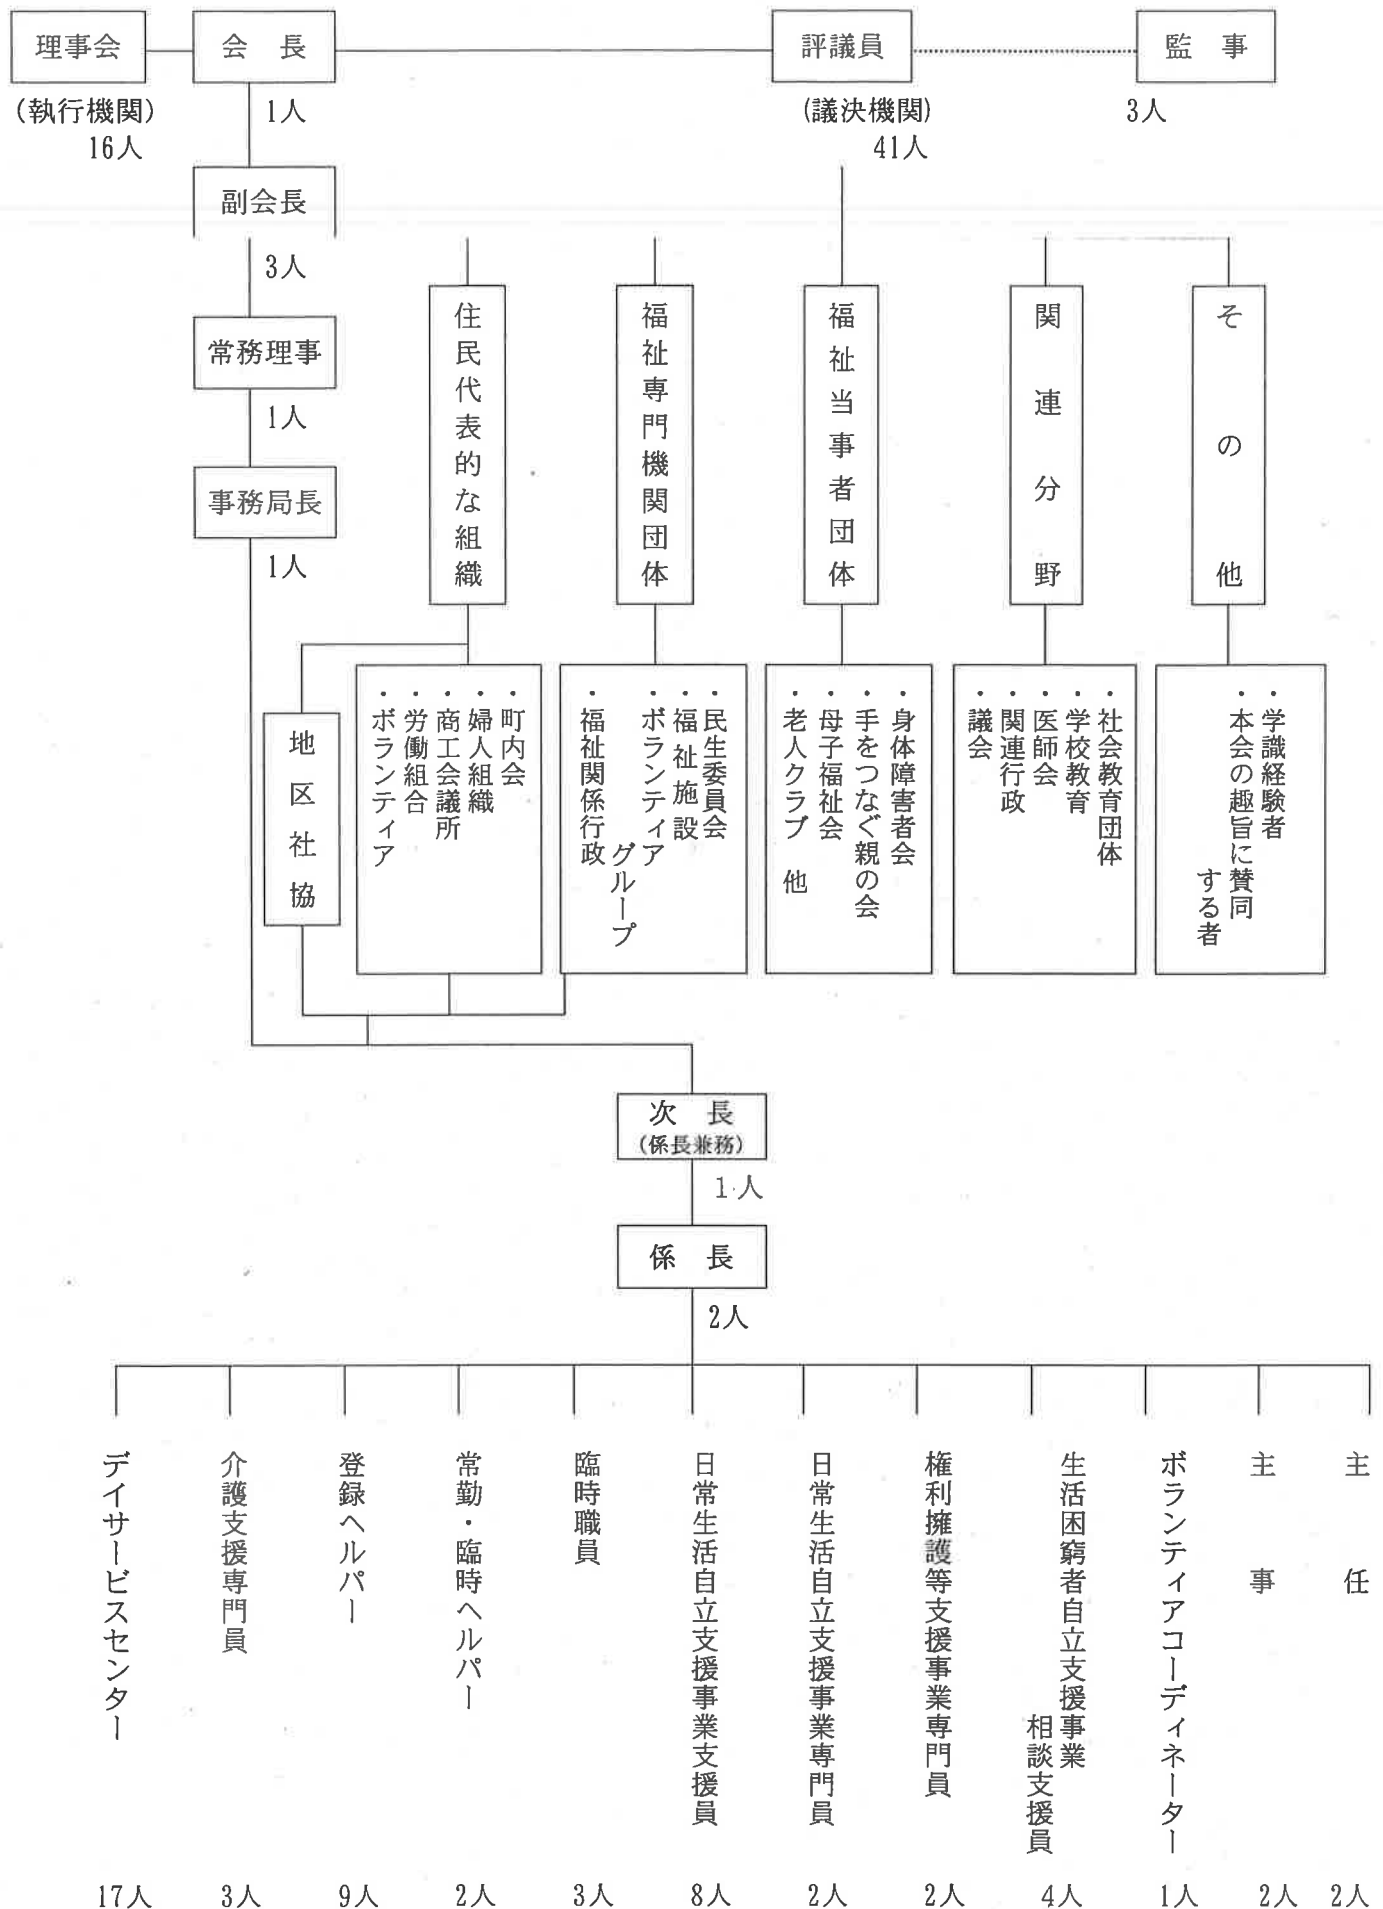 理事会
会　長
評議員
監　事
(執行機関)
16人
1人
(議決機関)
41人
3人
副会長
3人
常務理事
1人
事務局長
1人
住民代表的な組織
福祉専門機関団体
福祉当事者団体
関連分野
その他
地区社協
・町内会
・婦人組織
・商工会議所
・労働組合
・ボランティア
・民生委員会
・福祉施設
・ボランティア
グループ
・福祉関係行政
・身体障害者会
・手をつなぐ親の会
・母子福祉会
・老人クラブ　他
・社会教育団体
・学校教育
・医師会
・関連行政
・議会
・学識経験者
・本会の趣旨に賛同
する者
次　長
(係長兼務)
1人
係　長
2人
デイサービスセンター
介護支援専門員
登録ヘルパー
常勤・臨時ヘルパー
臨時職員
日常生活自立支援事業支援員
日常生活自立支援事業専門員
権利擁護等支援事業専門員
生活困窮者自立支援事業
相談支援員
ボランティアコーディネーター
主　事
主　任
17人
3人
9人
2人
3人
8人
2人
2人
4人
1人
2人
2人